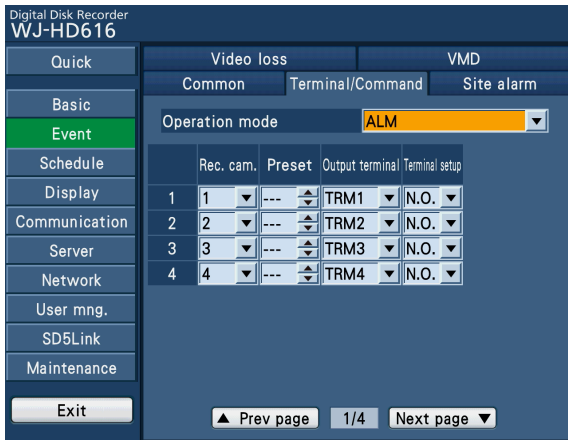 Digital Disk Recorder
WJ-HD616
Quick
Basic
Event
Schedule
Display
Communication
Server
Network
User mng.
SD5Link
Maintenance
Exit
Video loss VMD
Common Terminal/Command Site alarm
Operation mode ALM
Rec. cam. Preset Output terminal Terminal setup
1 1 --- TRM1 N.O.
2 2 --- TRM2 N.O.
3 3 --- TRM3 N.O.
4 4 --- TRM4 N.O.
Prev page 1/4 Next page